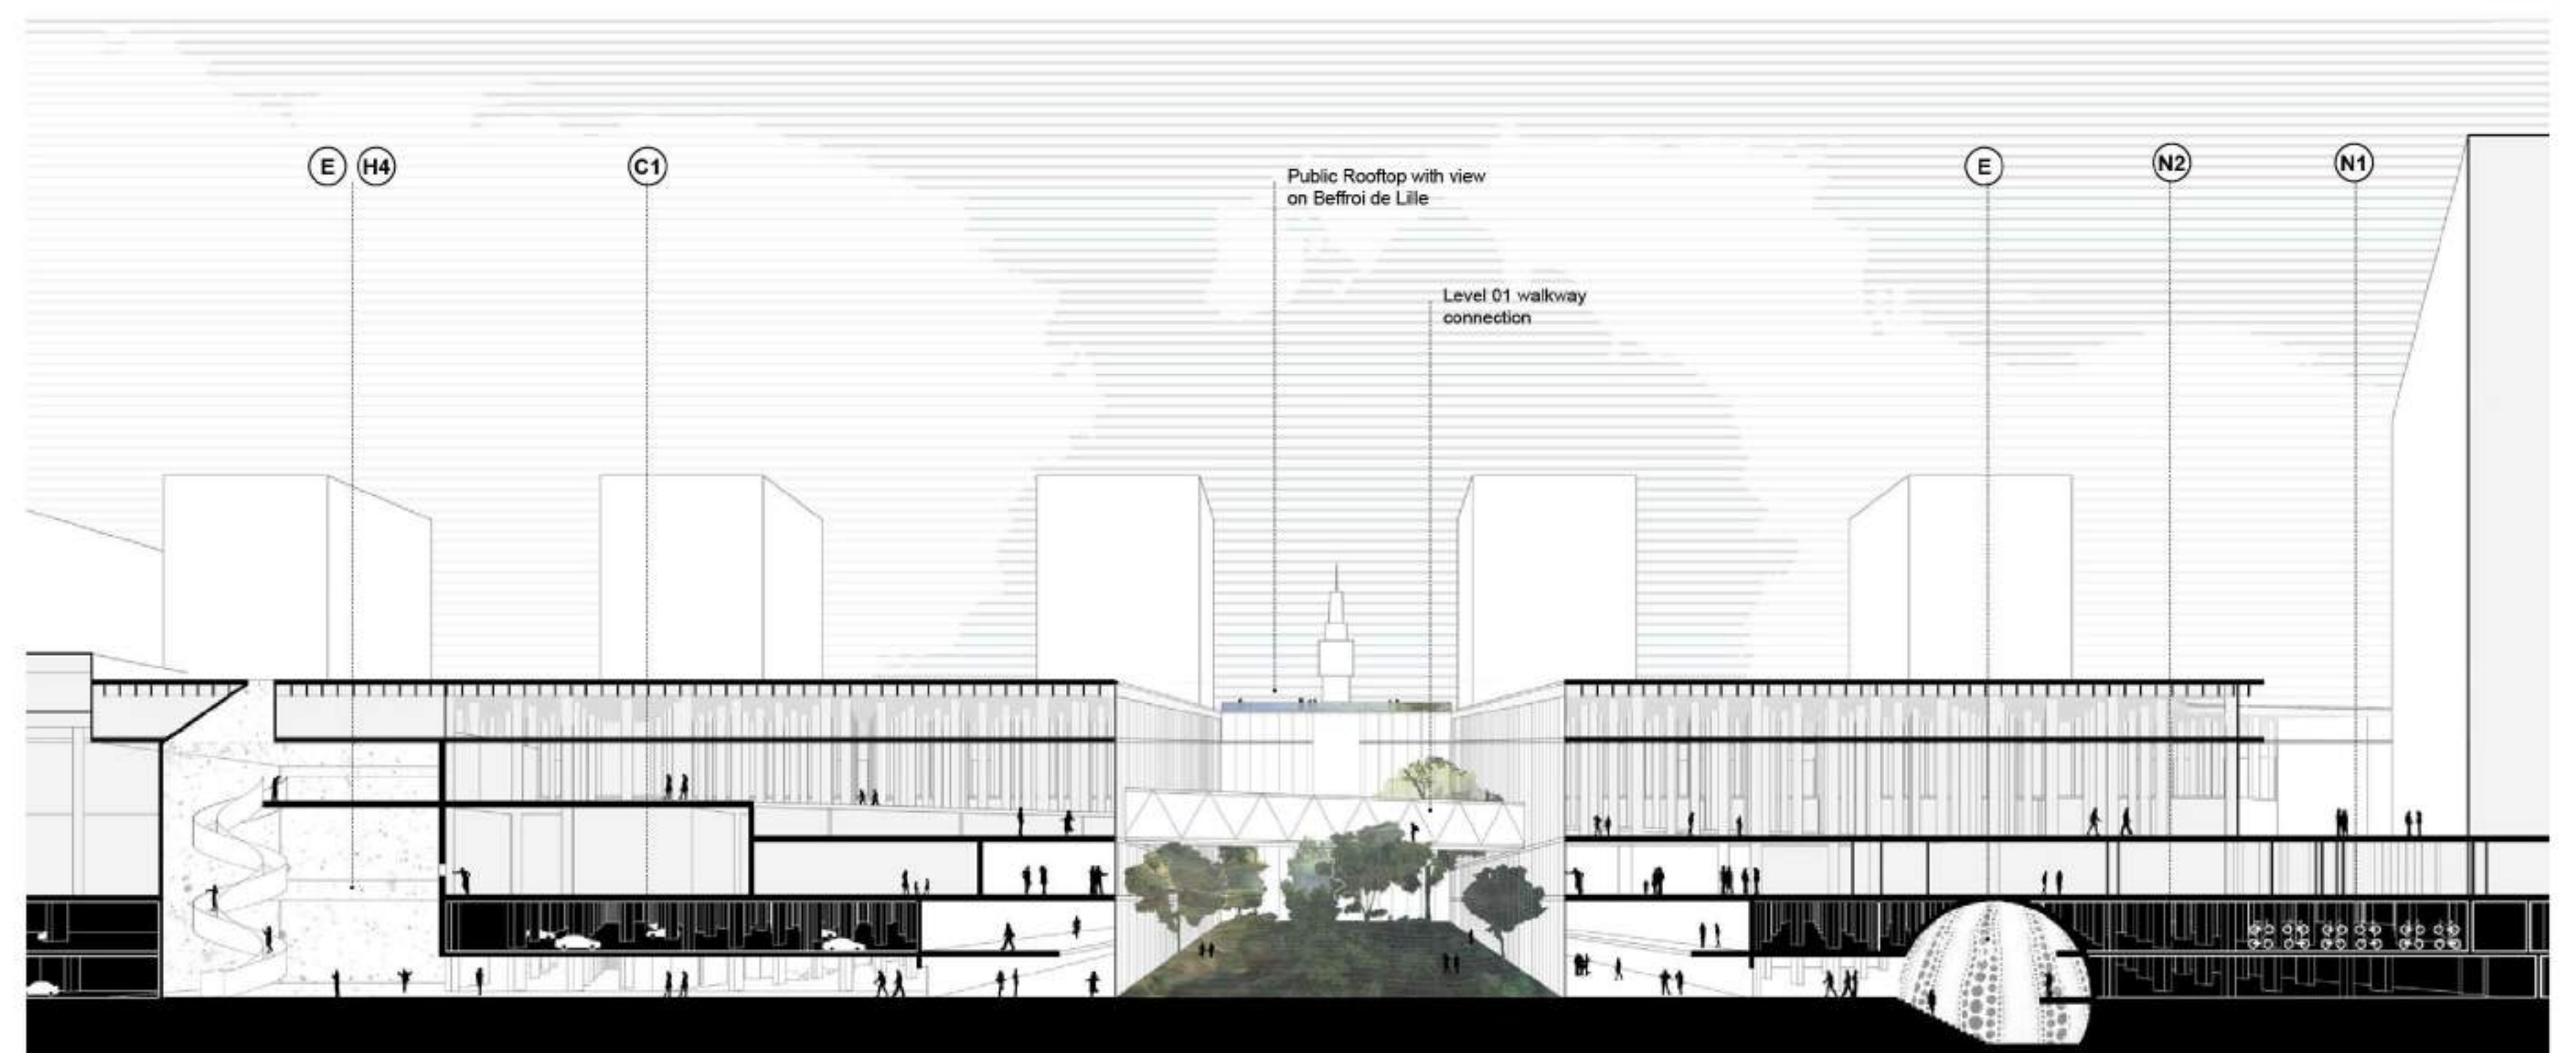 E H4 C1 E N2 N1
Public Rooftop with view
on Beffroi de Lille
Level 01 walkway
connection